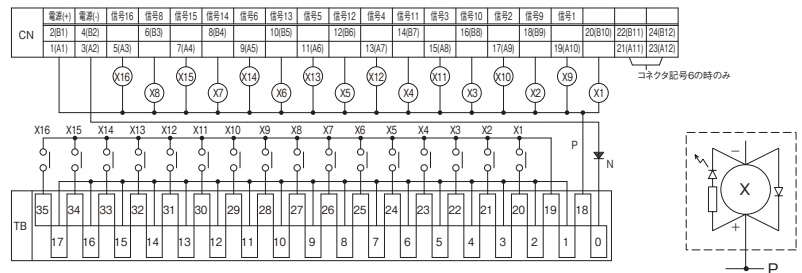 電源(+) 電源(-) 信号16 信号8 信号15 信号14 信号6 信号13 信号5 信号12 信号4 信号11 信号3 信号10 信号2 信号9 信号1
CN
2(B1) 4(B2) 6(B3) 8(B4) 10(B5) 12(B6) 14(B7) 16(B8) 18(B9) 20(B10) 22(B11) 24(B12)
1(A1) 3(A2) 5(A3) 7(A4) 9(A5) 11(A6) 13(A7) 15(A8) 17(A9) 19(A10) 21(A11) 23(A12)
コネクタ記号6の時のみ
X16 X15 X14 X13 X12 X11 X10 X9
X8 X7 X6 X5 X4 X3 X2 X1
X16 X15 X14 X13 X12 X11 X10 X9 X8 X7 X6 X5 X4 X3 X2 X1
P
N
TB
35 34 33 32 31 30 29 28 27 26 25 24 23 22 21 20 19 18
17 16 15 14 13 12 11 10 9 8 7 6 5 4 3 2 1 0
−
X
+
P